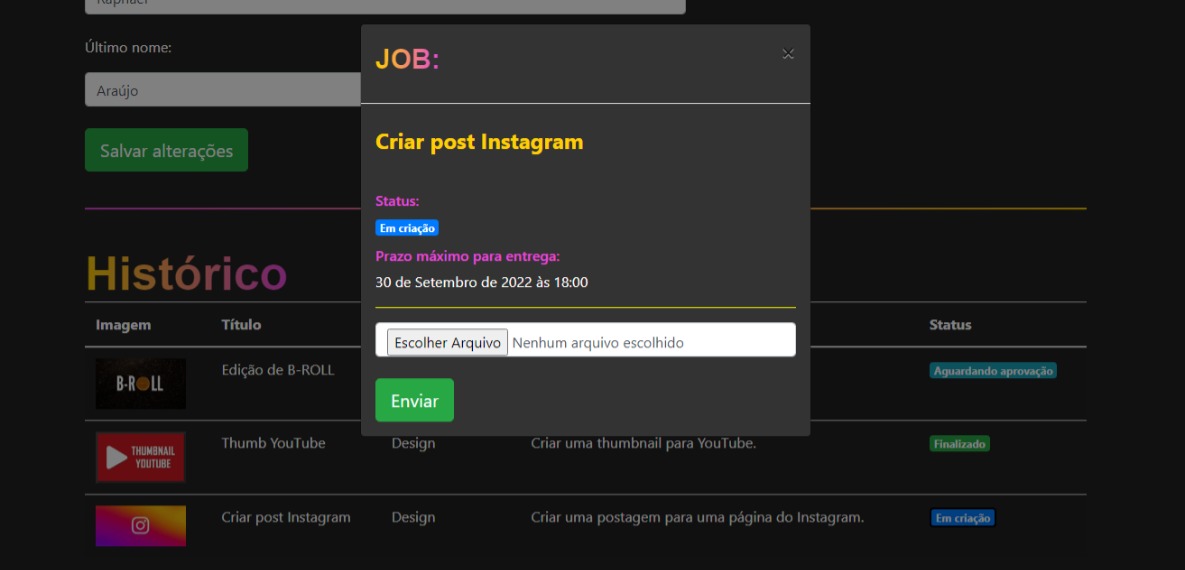 Raphael
Último nome:
Araújo
Salvar alterações
JOB:
×
Criar post Instagram
Status:
Em criação
Prazo máximo para entrega:
30 de Setembro de 2022 às 18:00
Escolher Arquivo Nenhum arquivo escolhido
Enviar
Histórico
Imagem Título Status
B-ROLL Edição de B-ROLL Aguardando aprovação
THUMBNAIL
YOUTUBE
Thumb YouTube Design Criar uma thumbnail para YouTube. Finalizado
Criar post Instagram Design Criar uma postagem para uma página do Instagram. Em criação